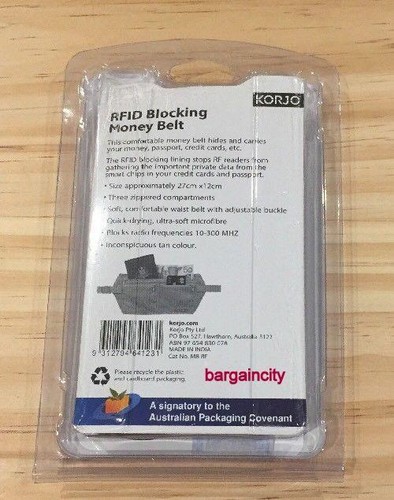 KORJO
RFID Blocking
Money Belt
This comfortable money belt hides and carries
your money, passport, credit cards, etc.
The RFID blocking lining stops RF readers from
gathering the important private data from the
smart chips in your credit cards and passport.
• Size approximately 27cm x12cm
• Three zippered compartments
• Soft, comfortable waist belt with adjustable buckle
Quick-drying, ultra-soft microfibre
• Blocks radio frequencies 10-300 MHZ
• Inconspicuous tan colour.
korjo.com
Korjo Pty Ltd
PO Box 527, Hawthorn, Australia 3122
ABN 97 054 830 078
MADE IN INDIA
Cat No. MB RF
9 312794 641231
Please recycle the plastic
and cardboard packaging.
bargaincity
A signatory to the
Australian Packaging Covenant